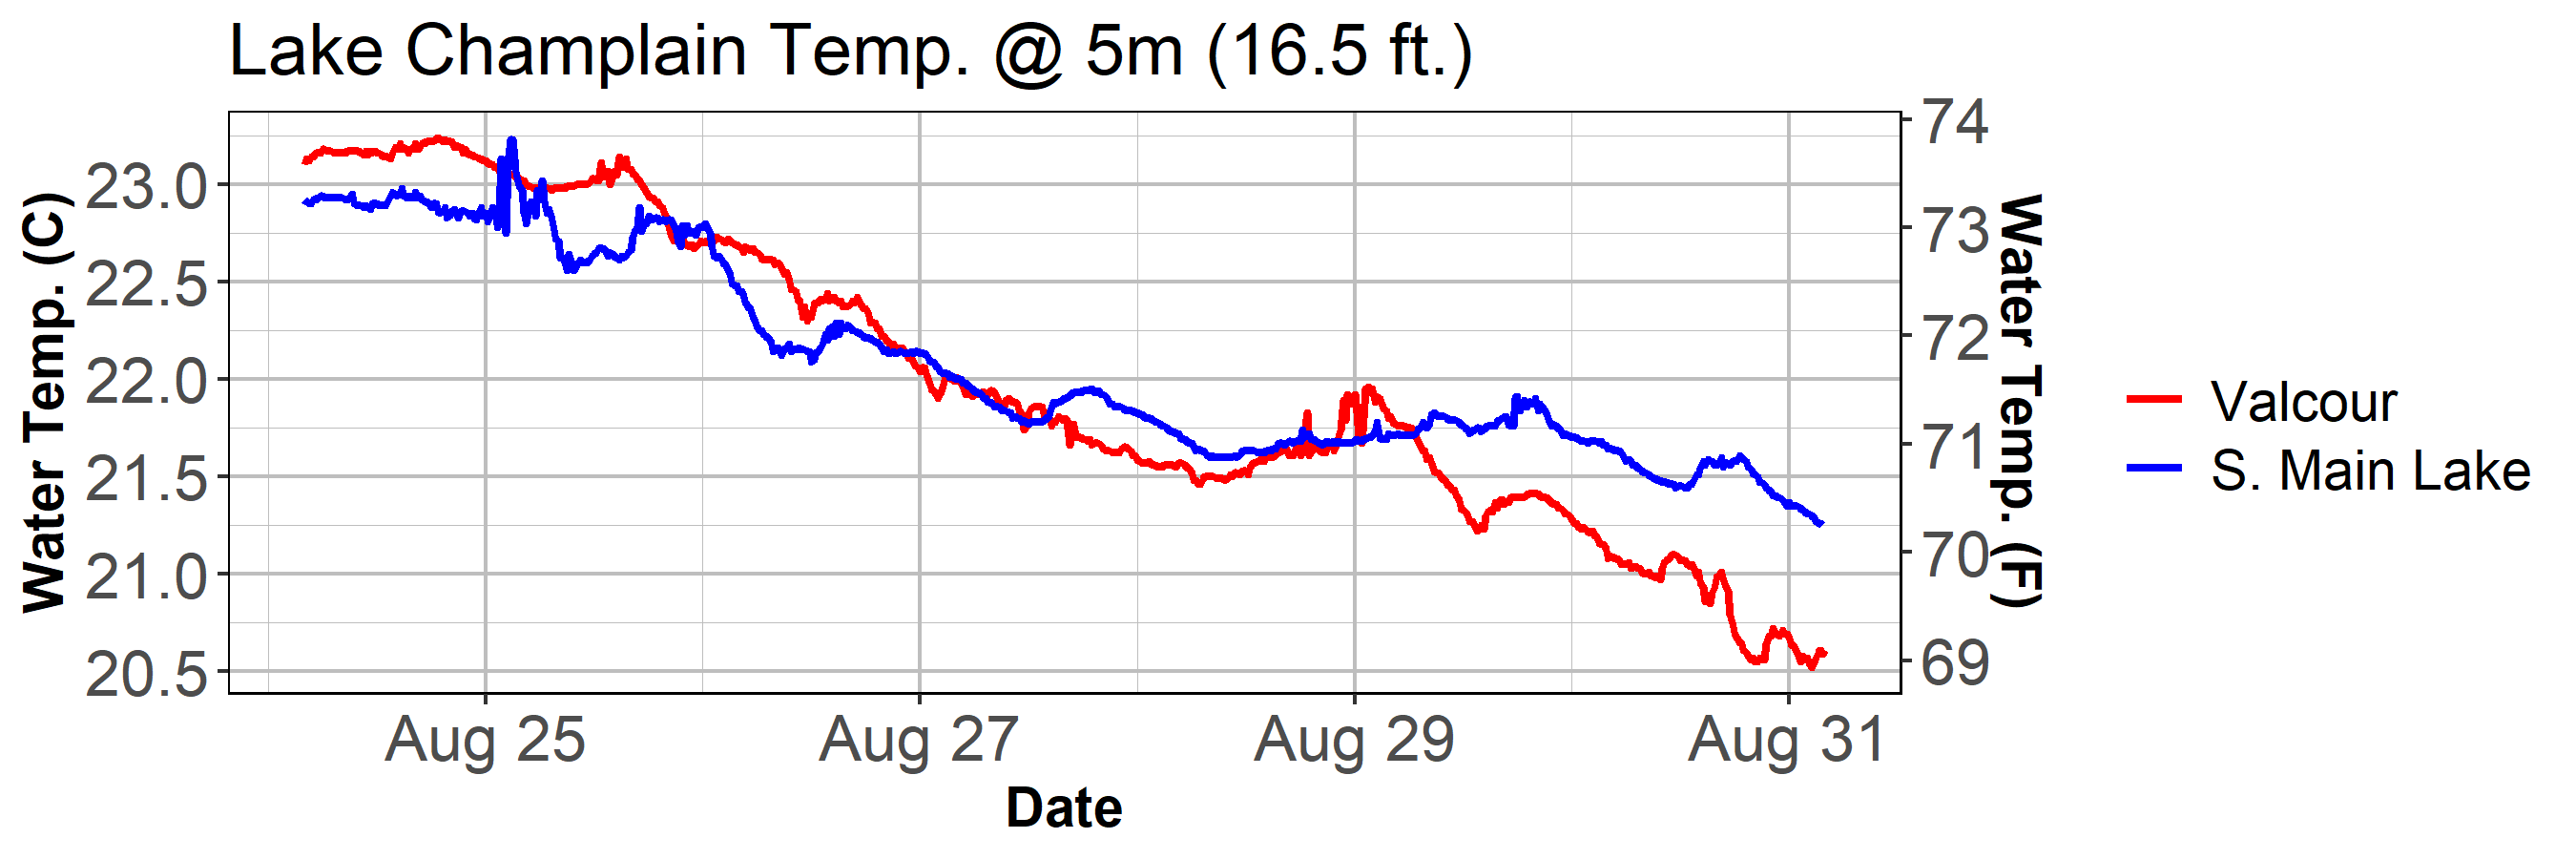 Lake Champlain Temp. @ 5m (16.5 ft.)
Water Temp. (C)
23.0
22.5
22.0
21.5
21.0
20.5
74
73
72
71
70
69
Water Temp. (F)
Aug 25
Aug 27
Aug 29
Aug 31
Date
Valcour
S. Main Lake